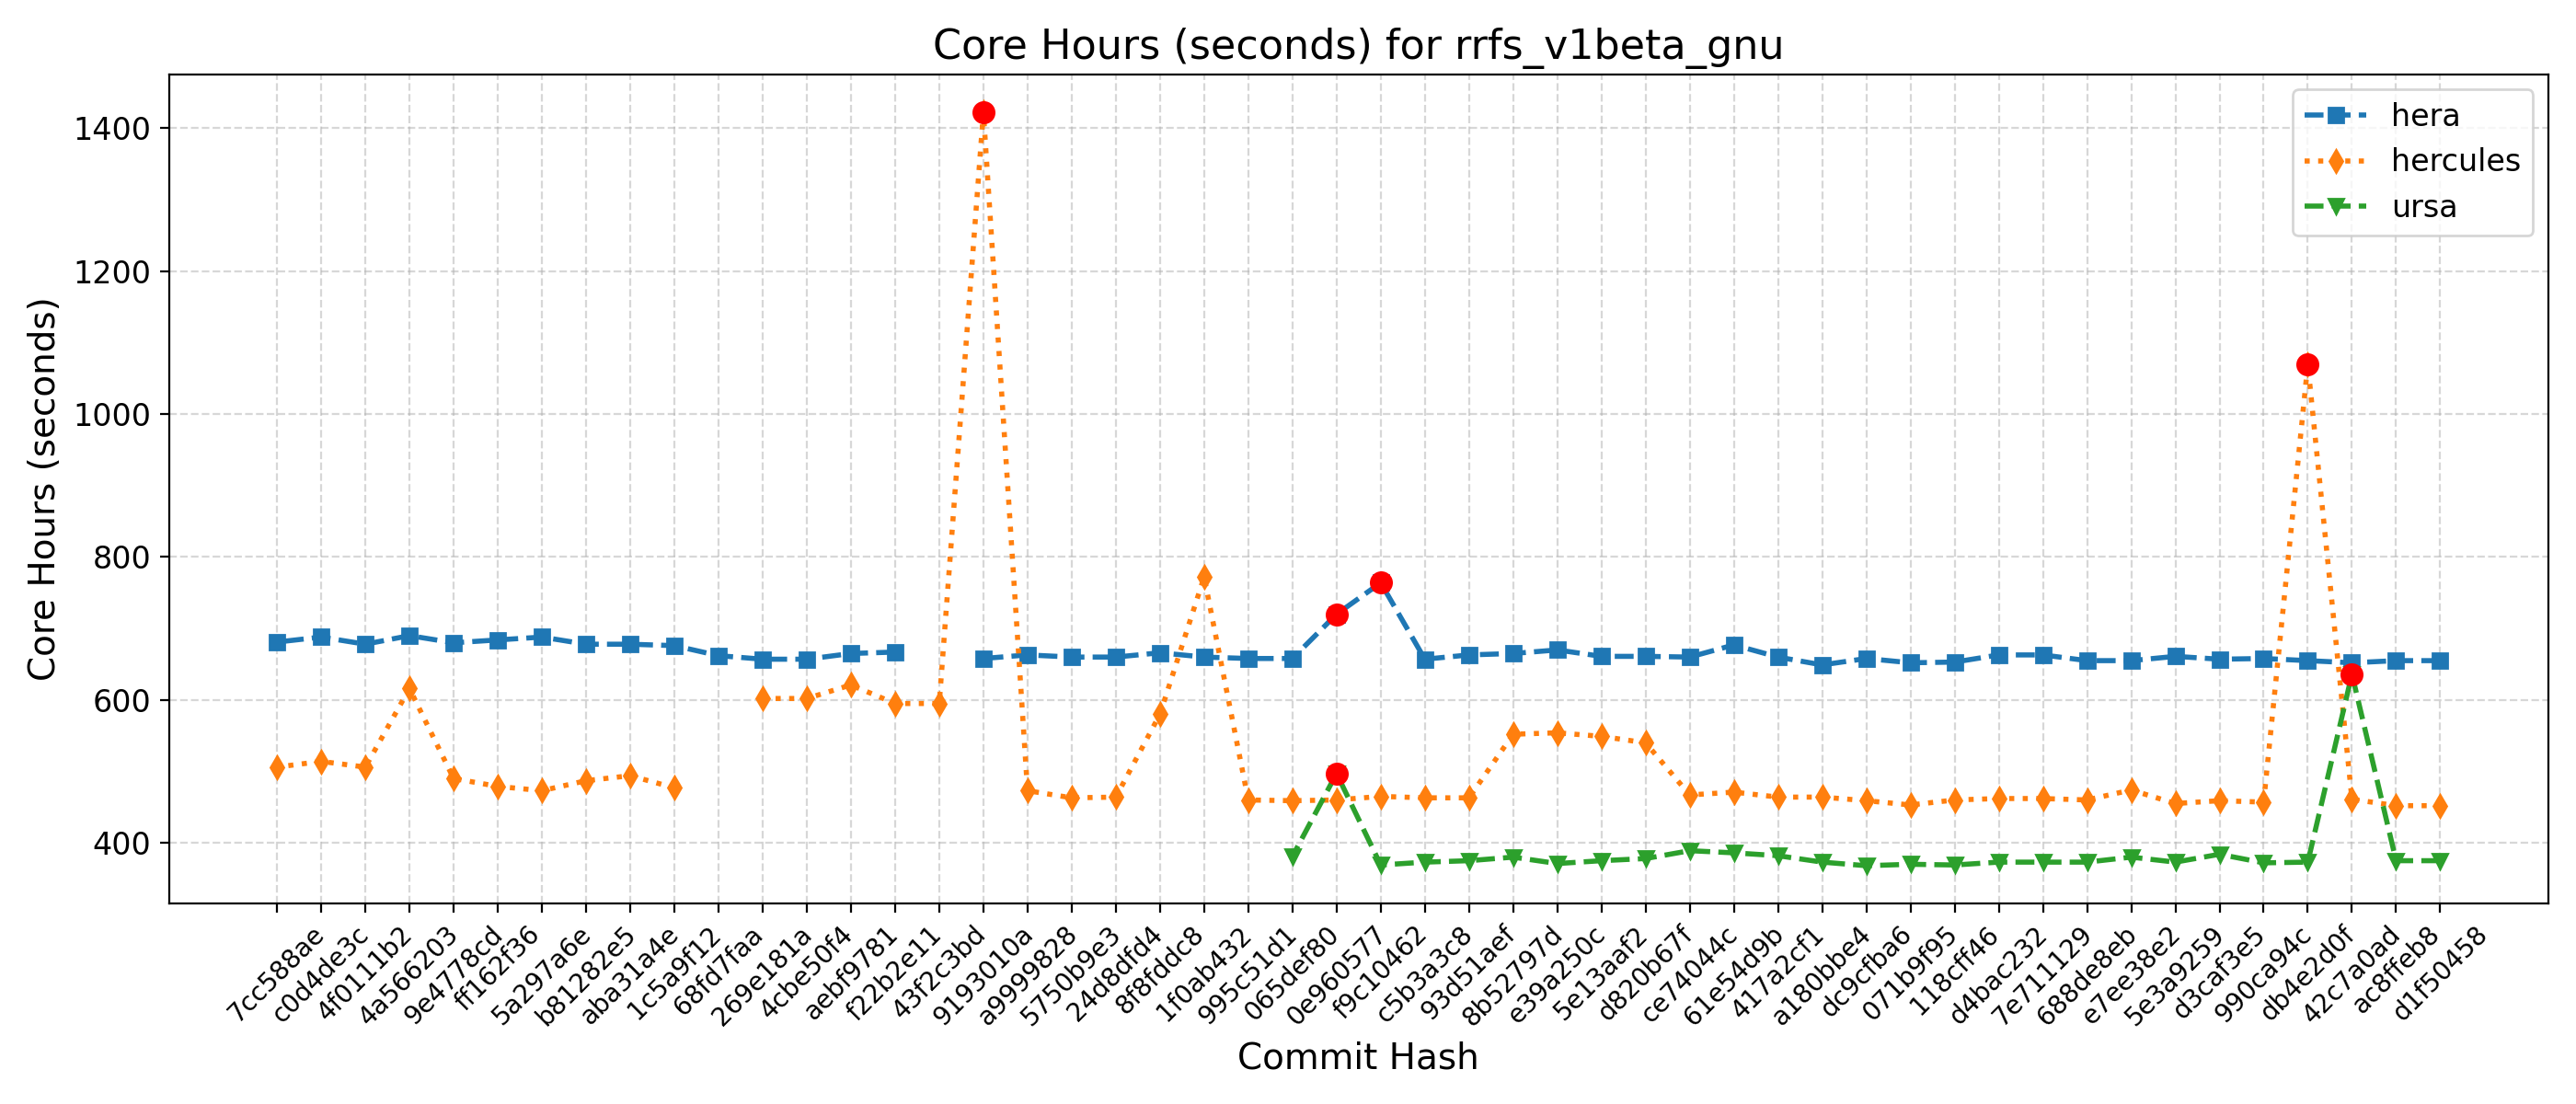 Core Hours (seconds) for rrfs_v1beta_gnu
hera
hercules
ursa
Core Hours (seconds)
1400
1200
1000
800
600
400
7cc588ae
c0d4de3c
4f0111b2
4a566203
9e4778cd
ff162f36
5a297a6e
b81282e5
aba31a4e
1c5a9f12
68fd7faa
269e181a
4cbe50f4
aebf9781
f22b2e11
43f2c3bd
9193010a
a9999828
5750b9e3
24d8dfd4
8f8fddc8
1f0ab432
995c51d1
065def80
0e960577
f9c10462
c5b3a3c8
93d51aef
8b52797d
e39a250c
5e13aaf2
d820b67f
ce74044c
61e54d9b
417a2cf1
a180bbe4
dc9cfba6
071b9f95
118cff46
d4bac232
7e711129
688de8eb
e7ee38e2
5e3a9259
d3caf3e5
990ca94c
db4e2d0f
42c7a0ad
ac8ffeb8
d1f50458
Commit Hash